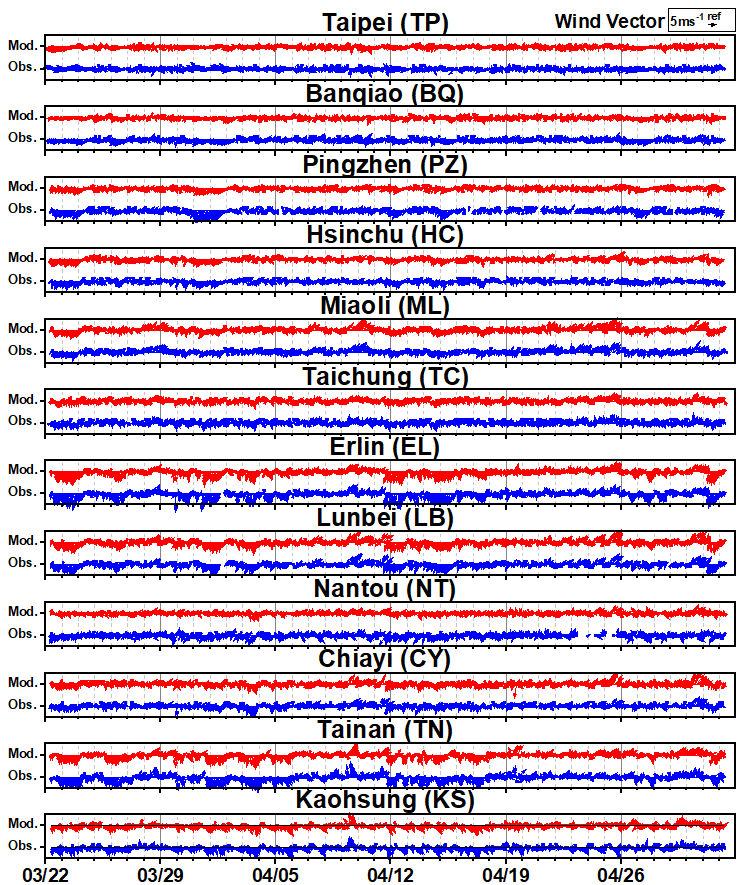 Taipei (TP)
Wind Vector 5ms⁻¹ ref
Mod.
Obs.
Banqiao (BQ)
Mod.
Obs.
Pingzhen (PZ)
Mod.
Obs.
Hsinchu (HC)
Mod.
Obs.
Miaoli (ML)
Mod.
Obs.
Taichung (TC)
Mod.
Obs.
Erlin (EL)
Mod.
Obs.
Lunbei (LB)
Mod.
Obs.
Nantou (NT)
Mod.
Obs.
Chiayi (CY)
Mod.
Obs.
Tainan (TN)
Mod.
Obs.
Kaohsung (KS)
Mod.
Obs.
03/22 03/29 04/05 04/12 04/19 04/26